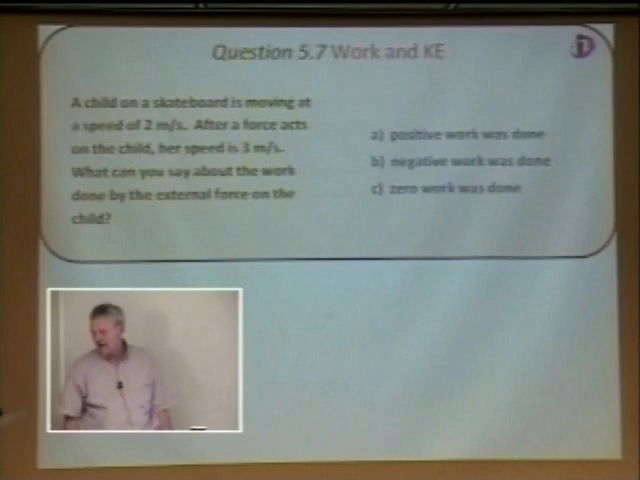 Question 5.7 Work and KE
A child on a skateboard is moving at
a speed of 2 m/s. After a force acts
on the child, her speed is 3 m/s.
What can you say about the work
done by the external force on the
child?
a) positive work was done
b) negative work was done
c) zero work was done